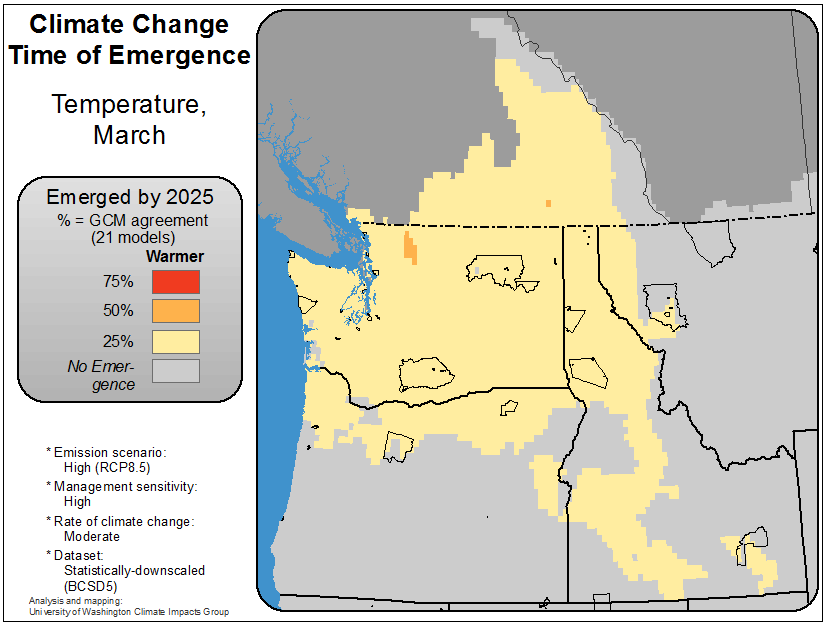 Climate Change
Time of Emergence
Temperature,
March
Emerged by 2025
% = GCM agreement
(21 models)
Warmer
75%
50%
25%
No Emer-
gence
* Emission scenario:
High (RCP8.5)
* Management sensitivity:
High
* Rate of climate change:
Moderate
* Dataset:
Statistically-downscaled
(BCSD5)
Analysis and mapping:
University of Washington Climate Impacts Group